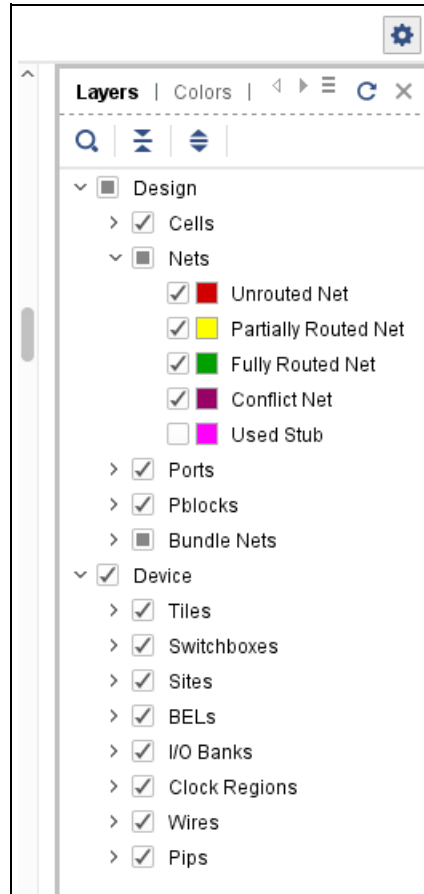 Layers | Colors |
Design
Cells
Nets
Unrouted Net
Partially Routed Net
Fully Routed Net
Conflict Net
Used Stub
Ports
Pblocks
Bundle Nets
Device
Tiles
Switchboxes
Sites
BELs
I/O Banks
Clock Regions
Wires
Pips